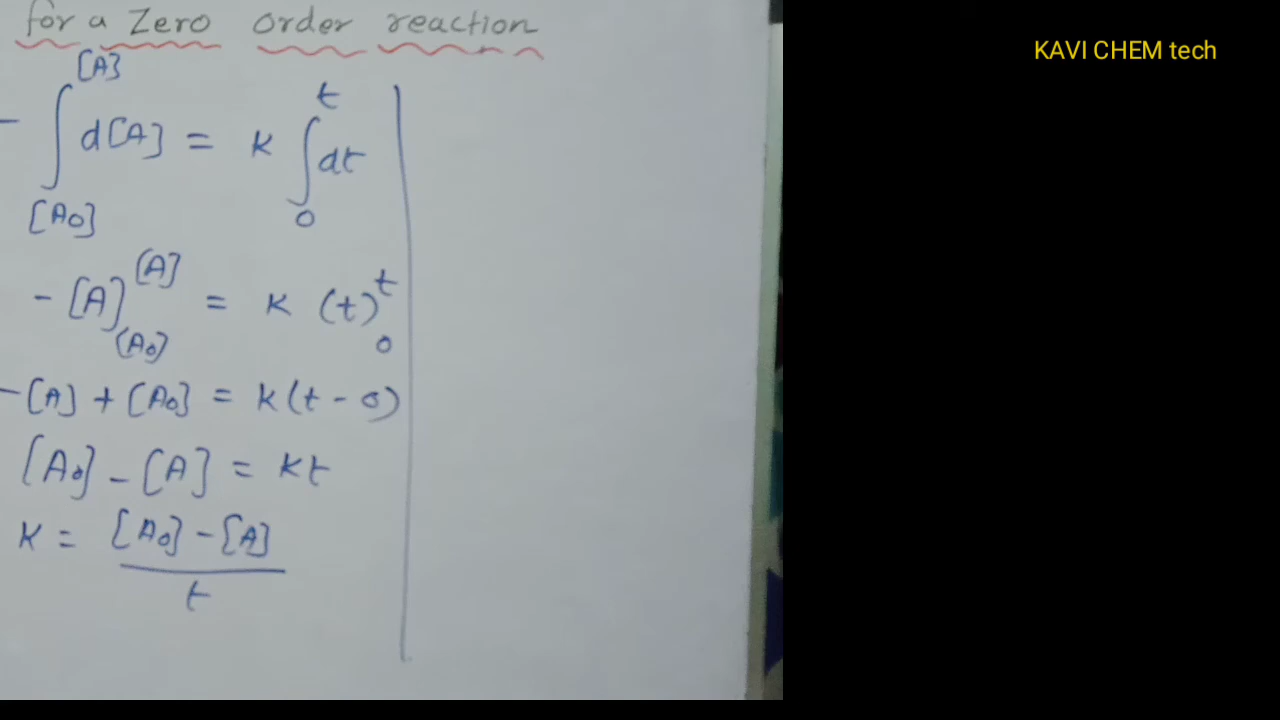 for a Zero order reaction
KAVI CHEM tech
- ∫[A₀]^[A] d[A] = k ∫₀^t dt
- [A]_(A₀)^[A] = k (t)₀^t
-[A] + [A₀] = k(t - 0)
[A₀] - [A] = kt
k = [A₀] - [A] / t